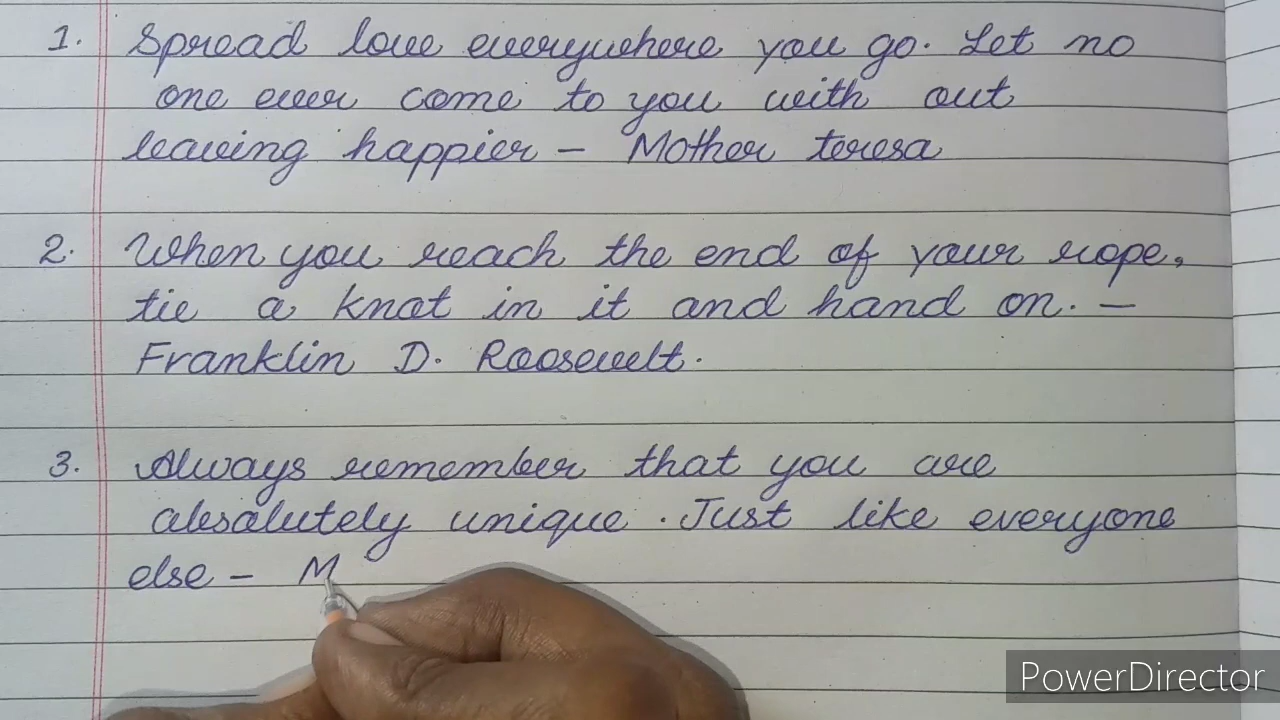 1. Spread love everywhere you go. Let no
one ever come to you with out
leaving happier – Mother teresa
2. When you reach the end of your rope,
tie a knot in it and hand on. –
Franklin D. Roosevelt.
3. Always remember that you are
absolutely unique. Just like everyone
else – M
PowerDirector